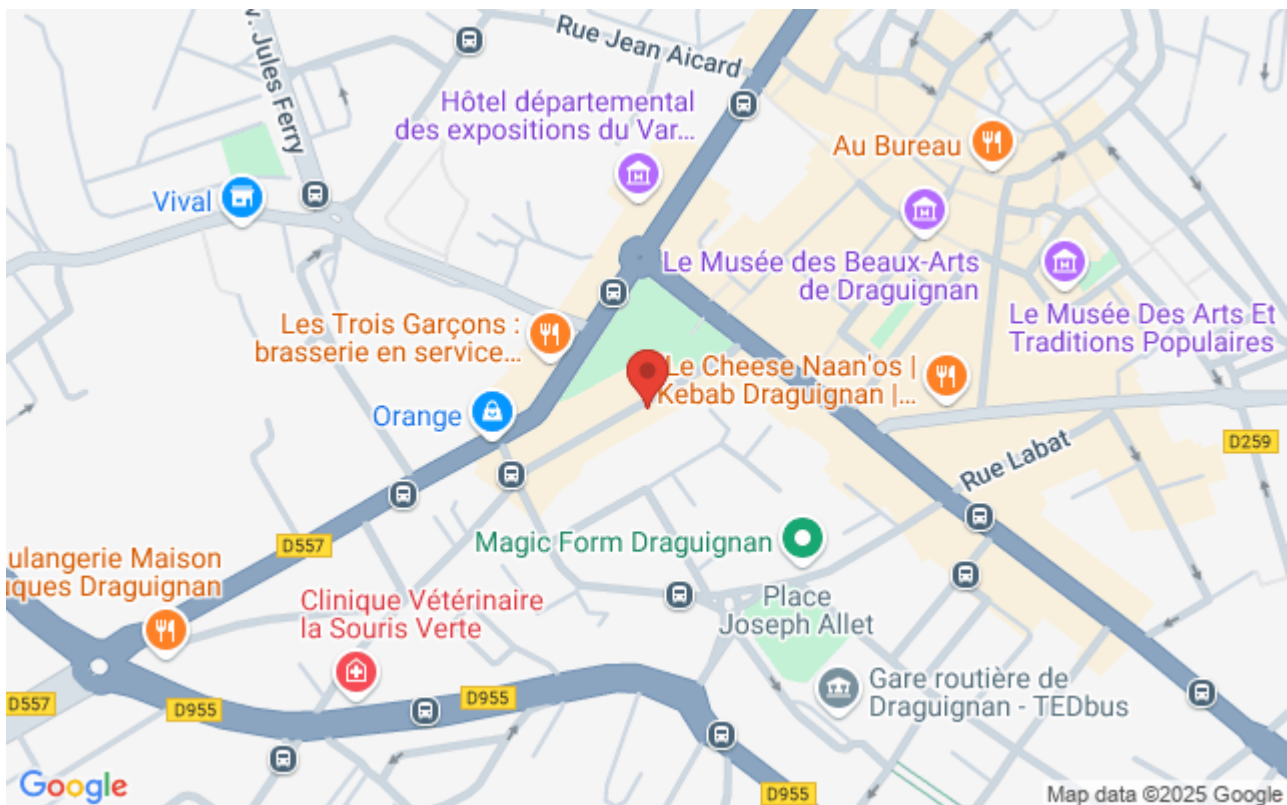 Rue Jean Aicard
v. Jules Ferry
Hôtel départemental
des expositions du Var...
Au Bureau
Vival
Le Musée des Beaux-Arts
de Draguignan
Le Musée Des Arts Et
Traditions Populaires
Les Trois Garçons :
brasserie en service...
Le Cheese Naan'os |
Kebab Draguignan |...
Orange
D259
Rue Labat
D557
Magic Form Draguignan
ulangerie Maison
ques Draguignan
Clinique Vétérinaire
la Souris Verte
Place
Joseph Allet
Gare routière de
Draguignan - TEDbus
D557
D955
D955
D955
Google
Map data ©2025 Google